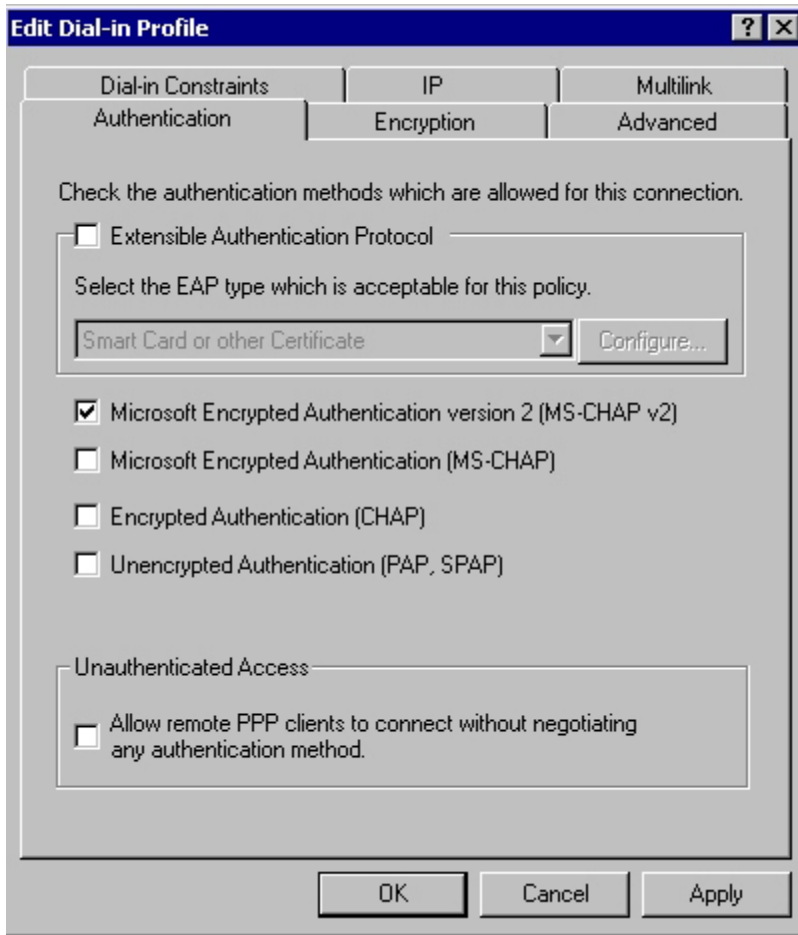 Edit Dial-in Profile
?
Dial-in Constraints
IP
Multilink
Authentication
Encryption
Advanced
Check the authentication methods which are allowed for this connection.
Extensible Authentication Protocol
Select the EAP type which is acceptable for this policy.
Smart Card or other Certificate
Configure...
Microsoft Encrypted Authentication version 2 (MS-CHAP v2)
Microsoft Encrypted Authentication (MS-CHAP)
Encrypted Authentication (CHAP)
Unencrypted Authentication (PAP, SPAP)
Unauthenticated Access
Allow remote PPP clients to connect without negotiating
any authentication method.
OK
Cancel
Apply